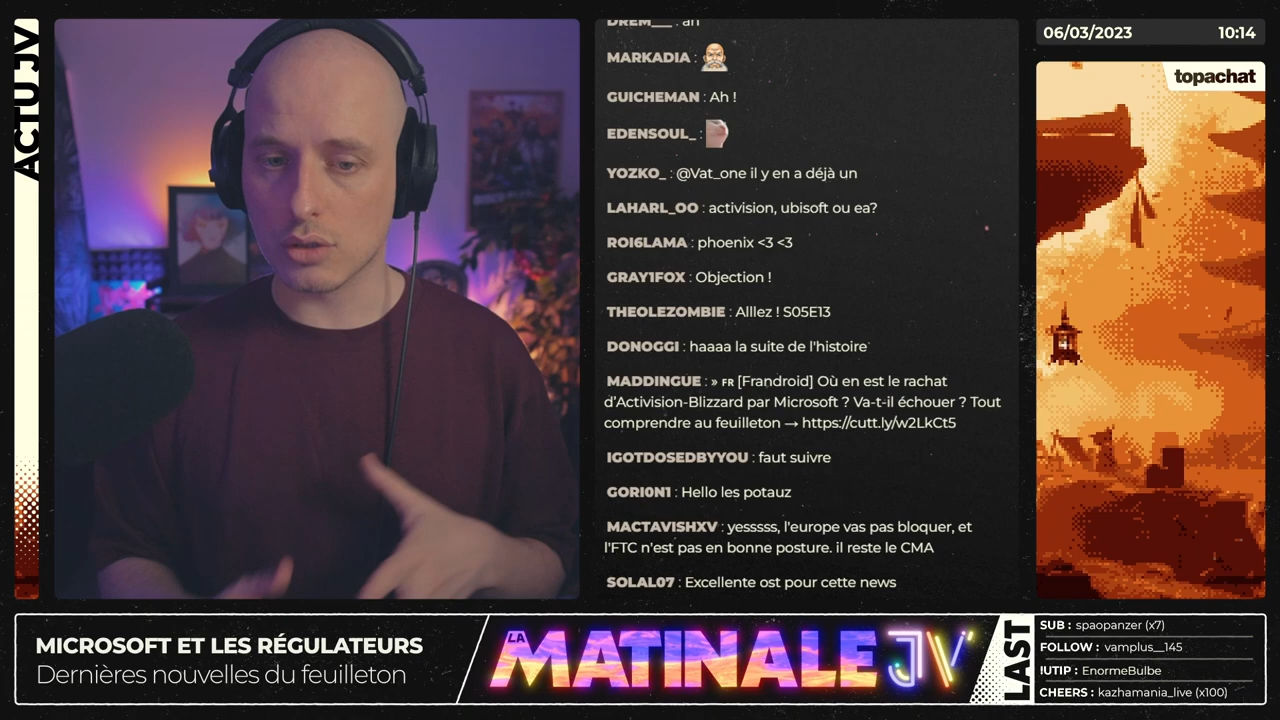 ACTU JV
DREM___ : ah
MARKADIA :
GUICHEMAN : Ah !
EDENSOUL_ :
YOZKO_ : @Vat_one il y en a déjà un
LAHARL_OO : activision, ubisoft ou ea?
ROI6LAMA : phoenix <3 <3
GRAY1FOX : Objection !
THEOLEZOMBIE : Alllez ! S05E13
DONOGGI : haaaa la suite de l'histoire
MADDINGUE : » FR [Frandroid] Où en est le rachat
d'Activision-Blizzard par Microsoft ? Va-t-il échouer ? Tout
comprendre au feuilleton → https://cutt.ly/w2LkCt5
IGOTDOSEDBYYOU : faut suivre
GORI0N1 : Hello les potauz
MACTAVISHXV : yesssss, l'europe vas pas bloquer, et
l'FTC n'est pas en bonne posture. il reste le CMA
SOLAL07 : Excellente ost pour cette news
06/03/2023 10:14
topachat
MICROSOFT ET LES RÉGULATEURS
Dernières nouvelles du feuilleton
LA MATINALE JV
LAST
SUB : spaopanzer (x7)
FOLLOW : vamplus__145
UTIP : EnormeBulbe
CHEERS : kazhamania_live (x100)